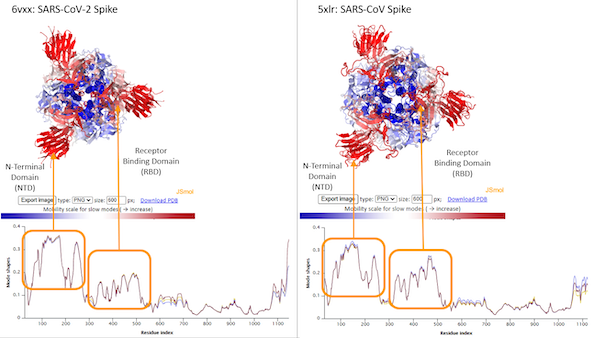 6vxx: SARS-CoV-2 Spike
N-Terminal
Domain
(NTD)
Receptor
Binding Domain
(RBD)
JSmol
Export image type: PNG size: 600 px; Download PDB
Mobility scale for slow modes ( → increase)
Mode shapes
0.4
0.3
0.2
0.1
0
100 200 300 400 500 600 700 800 900 1000 1100
Residue index
5xlr: SARS-CoV Spike
N-Terminal
Domain
(NTD)
Receptor
Binding Domain
(RBD)
JSmol
Export image type: PNG size: 600 px; Download PDB
Mobility scale for slow modes ( → increase)
Mode shapes
0.4
0.3
0.2
0.1
0
100 200 300 400 500 600 700 800 900 1000 1100
Residue index